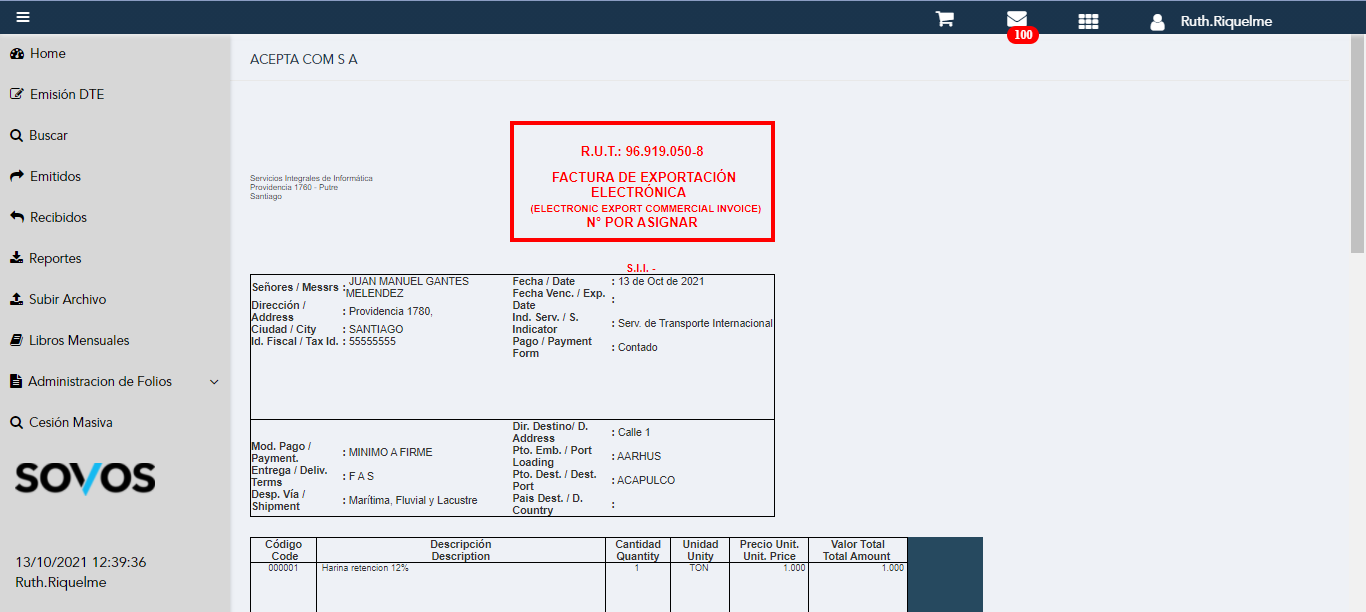 Ruth.Riquelme
100
Home
Emisión DTE
Buscar
Emitidos
Recibidos
Reportes
Subir Archivo
Libros Mensuales
Administracion de Folios
Cesión Masiva
SOVOS
13/10/2021 12:39:36
Ruth.Riquelme
ACEPTA COM S A
Servicios Integrales de Informática
Providencia 1760 - Putre
Santiago
R.U.T.: 96.919.050-8
FACTURA DE EXPORTACIÓN
ELECTRÓNICA
(ELECTRONIC EXPORT COMMERCIAL INVOICE)
N° POR ASIGNAR
S.I.I. -
Señores / Messrs : JUAN MANUEL GANTES
MELENDEZ
Dirección /
Address : Providencia 1780,
Ciudad / City : SANTIAGO
Id. Fiscal / Tax Id. : 55555555
Fecha / Date : 13 de Oct de 2021
Fecha Venc. / Exp.
Date :
Ind. Serv. / S.
Indicator : Serv. de Transporte Internacional
Pago / Payment
Form : Contado
Mod. Pago /
Payment. : MINIMO A FIRME
Entrega / Deliv.
Terms : F A S
Desp. Vía /
Shipment : Marítima, Fluvial y Lacustre
Dir. Destino/ D.
Address : Calle 1
Pto. Emb. / Port
Loading : AARHUS
Pto. Dest. / Dest.
Port : ACAPULCO
Pais Dest. / D.
Country :
Código Descripción Cantidad Unidad Precio Unit. Valor Total
Code Description Quantity Unity Unit. Price Total Amount
000001 Harina retencion 12% 1 TON 1.000 1.000